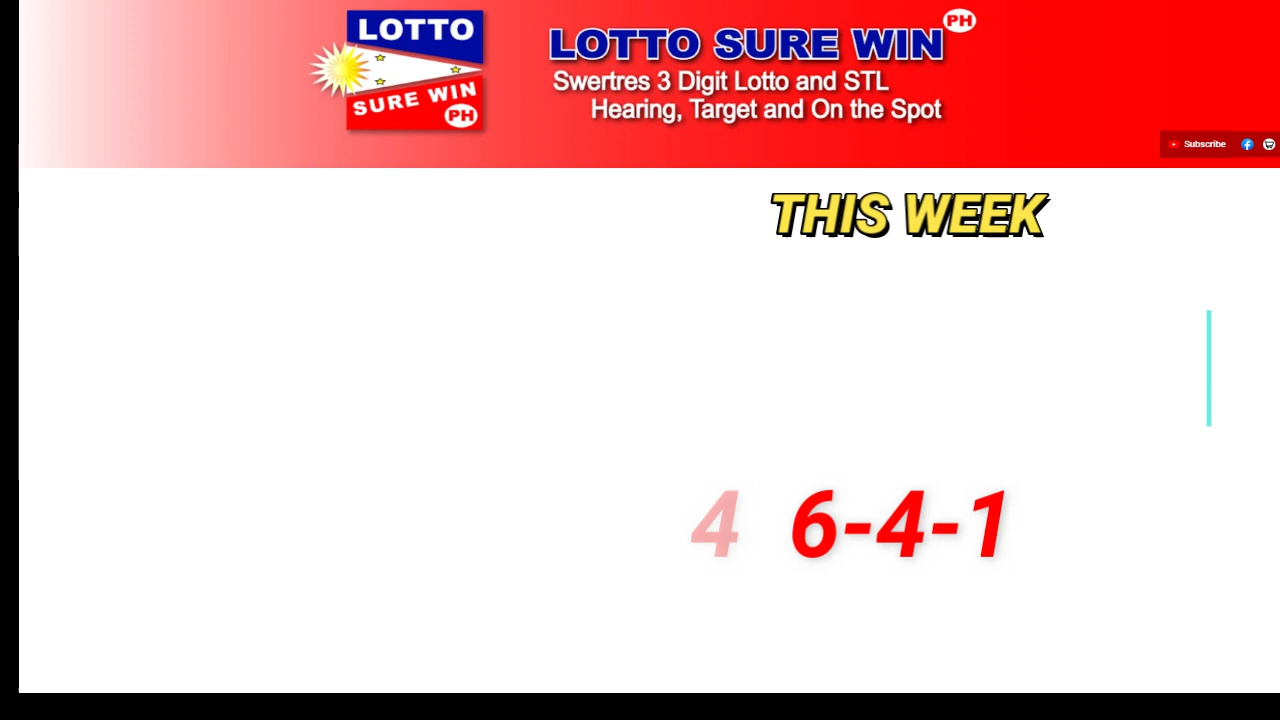 LOTTO
SURE WIN
PH
LOTTO SURE WIN PH
Swertres 3 Digit Lotto and STL
Hearing, Target and On the Spot
Subscribe
THIS WEEK
4 6-4-1